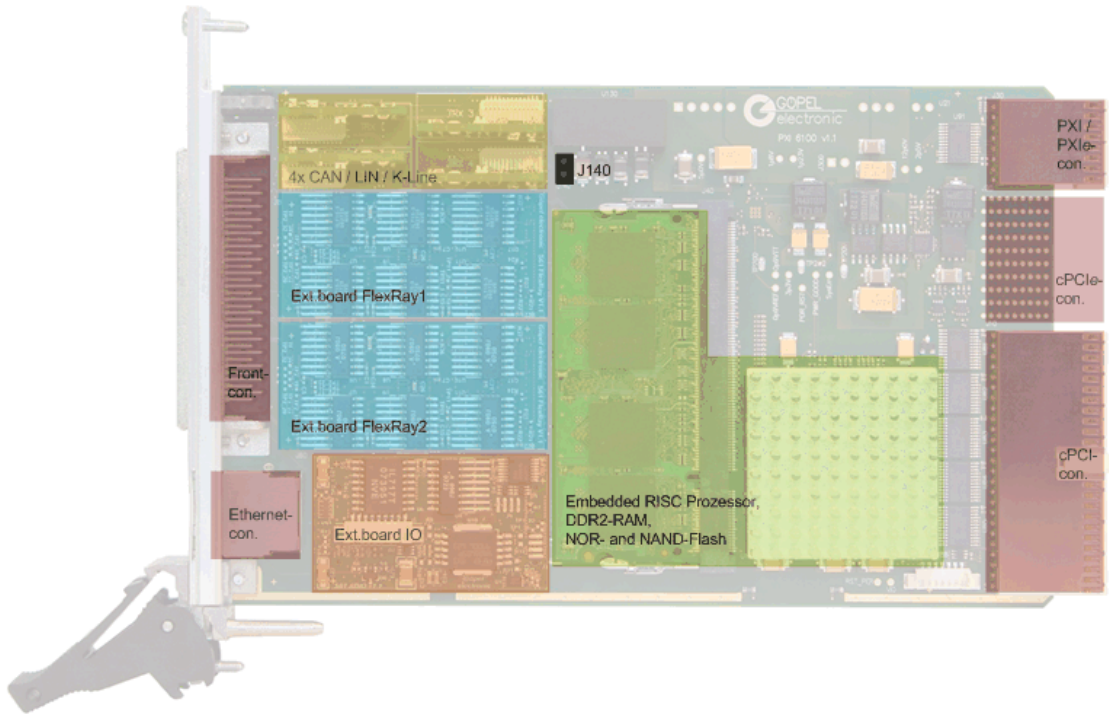 GOPEL
electronic
PXI 6100 v1.1
4x CAN / LiN / K-Line
J140
PXI /
PXIe-
con.
cPCIe-
con.
Ext.board FlexRay1
Front-
con.
Ext.board FlexRay2
cPCI-
con.
Ethernet-
con.
Ext.board IO
Embedded RISC Prozessor,
DDR2-RAM,
NOR- and NAND-Flash